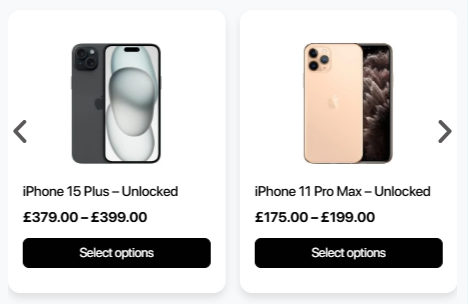 iPhone 15 Plus – Unlocked
£379.00 – £399.00
Select options
iPhone 11 Pro Max – Unlocked
£175.00 – £199.00
Select options